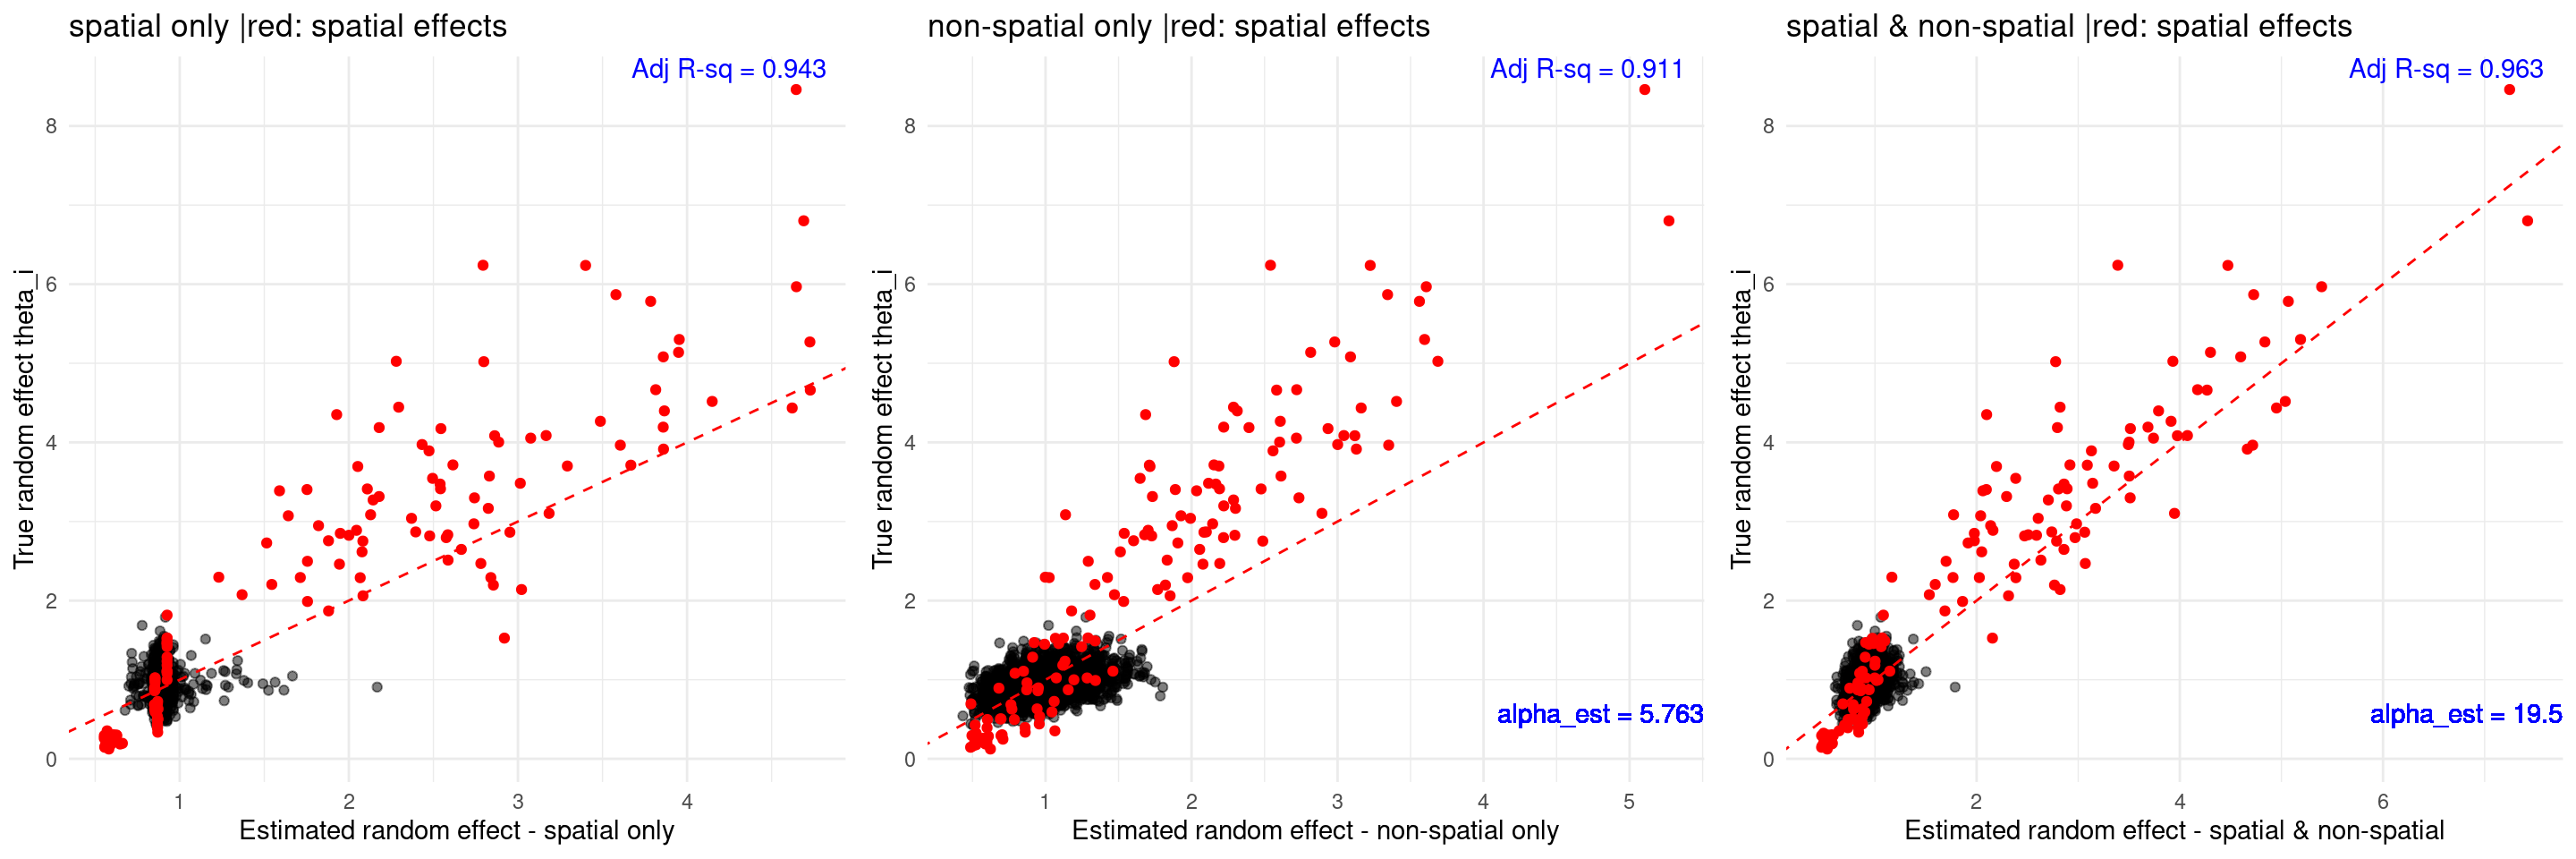 spatial only |red: spatial effects
Adj R-sq = 0.943
True random effect theta_i
8
6
4
2
0
1
2
3
4
Estimated random effect - spatial only
non-spatial only |red: spatial effects
Adj R-sq = 0.911
True random effect theta_i
8
6
4
2
0
alpha_est = 5.763
1
2
3
4
5
Estimated random effect - non-spatial only
spatial & non-spatial |red: spatial effects
Adj R-sq = 0.963
True random effect theta_i
8
6
4
2
0
alpha_est = 19.5
2
4
6
Estimated random effect - spatial & non-spatial